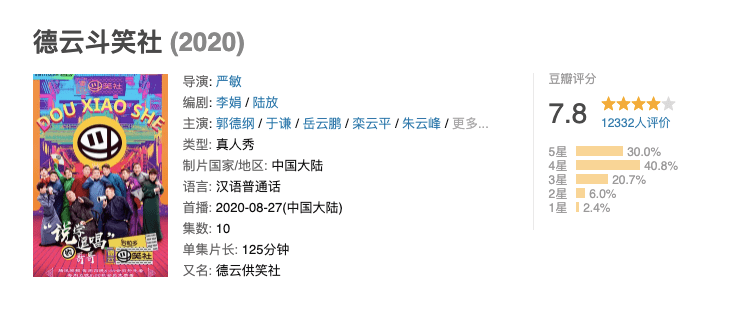 德云斗笑社 (2020)
笑社
DOU XIAO SHE
“说学逗唱”
哥哥
笑社
导演: 严敏
编剧: 李娟 / 陆放
主演: 郭德纲 / 于谦 / 岳云鹏 / 栾云平 / 朱云峰 / 更多...
类型: 真人秀
制片国家/地区: 中国大陆
语言: 汉语普通话
首播: 2020-08-27(中国大陆)
集数: 10
单集片长: 125分钟
又名: 德云供笑社
豆瓣评分
7.8
12332人评价
5星 30.0%
4星 40.8%
3星 20.7%
2星 6.0%
1星 2.4%